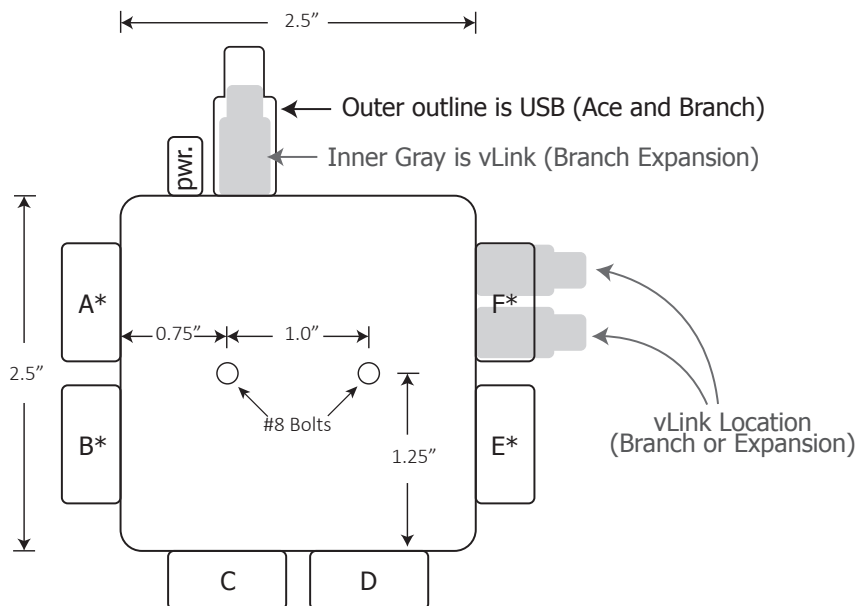 2.5”
Outer outline is USB (Ace and Branch)
pwr.
Inner Gray is vLink (Branch Expansion)
A*
F*
0.75”
1.0”
2.5”
#8 Bolts
vLink Location
(Branch or Expansion)
B*
1.25”
E*
C
D